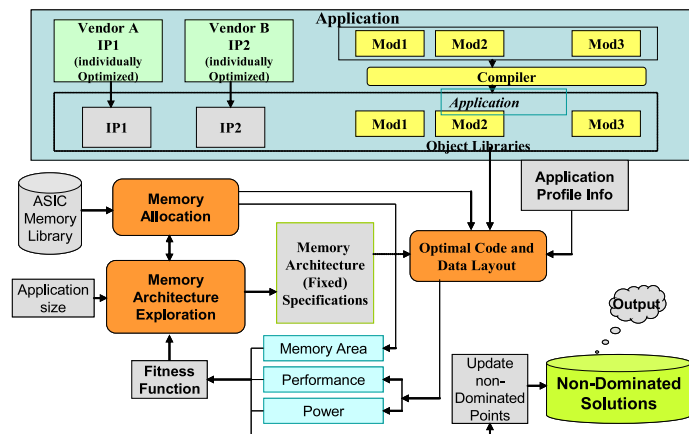 Application
Vendor A
IP1
(individually
Optimized)
Vendor B
IP2
(individually
Optimized)
Mod1
Mod2
Mod3
Compiler
Application
IP1
IP2
Mod1
Mod2
Mod3
Object Libraries
ASIC
Memory
Library
Memory
Allocation
Application
Profile Info
Memory
Architecture
(Fixed)
Specifications
Optimal Code and
Data Layout
Application
size
Memory
Architecture
Exploration
Output
Fitness
Function
Memory Area
Performance
Power
Update
non-
Dominated
Points
Non-Dominated
Solutions